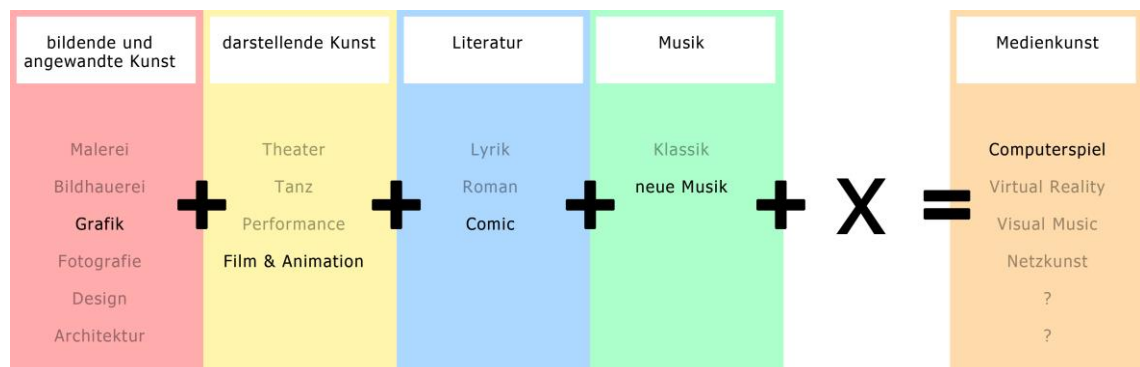 bildende und
angewandte Kunst
darstellende Kunst
Literatur
Musik
Medienkunst
Malerei
Bildhauerei
Grafik
Fotografie
Design
Architektur
+
Theater
Tanz
Performance
Film & Animation
+
Lyrik
Roman
Comic
+
Klassik
neue Musik
+
X
=
Computerspiel
Virtual Reality
Visual Music
Netzkunst
?
?